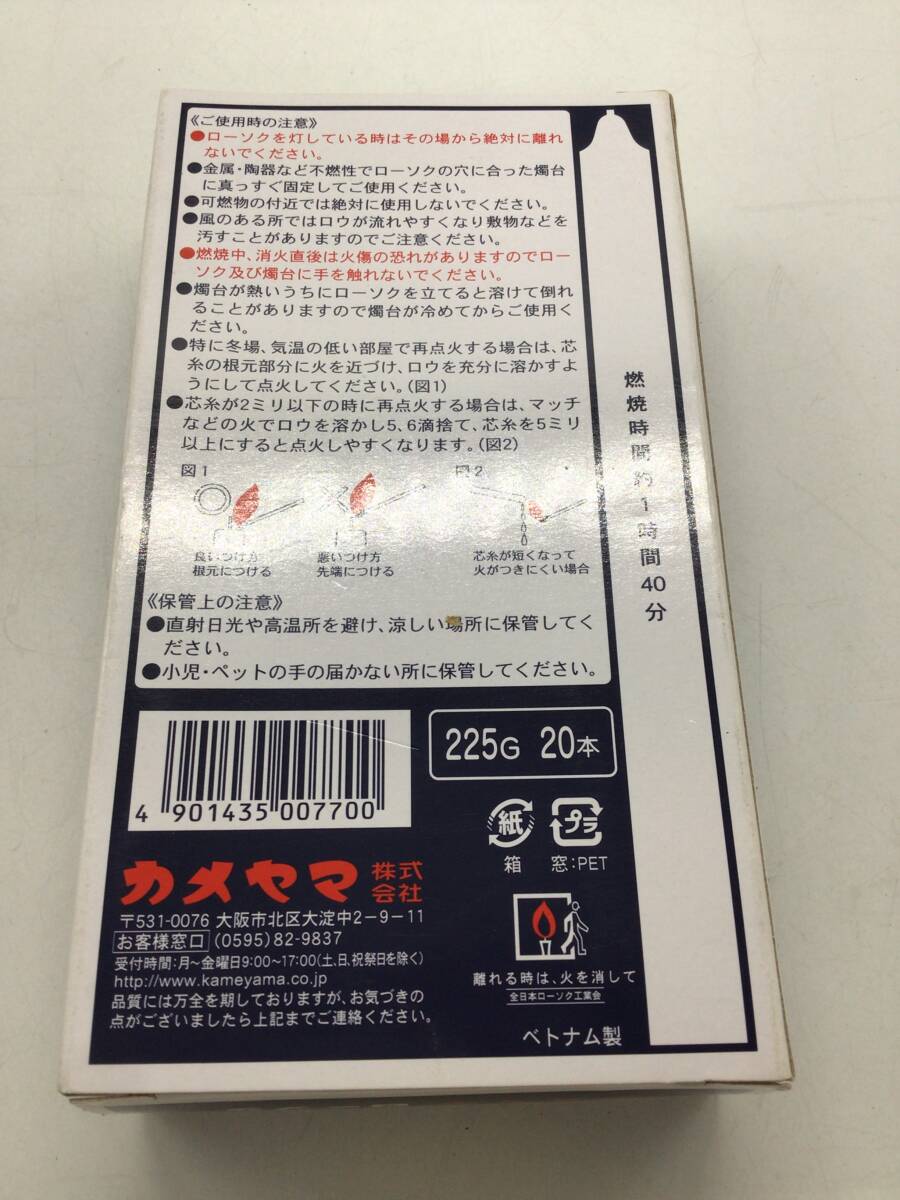 《ご使用時の注意》
●ローソクを灯している時はその場から絶対に離れ
ないでください。
●金属・陶器など不燃性でローソクの穴に合った燭台
に真っすぐ固定してご使用ください。
●可燃物の付近では絶対に使用しないでください。
●風のある所ではロウが流れやすくなり敷物などを
汚すことがありますのでご注意ください。
●燃焼中、消火直後は火傷の恐れがありますのでロー
ソク及び燭台に手を触れないでください。
●燭台が熱いうちにローソクを立てると溶けて倒れ
ることがありますので燭台が冷めてからご使用く
ださい。
●特に冬場、気温の低い部屋で再点火する場合は、芯
糸の根元部分に火を近づけ、ロウを充分に溶かすよ
うにして点火してください。(図1)
●芯糸が2ミリ以下の時に再点火する場合は、マッチ
などの火でロウを溶かし5、6滴捨て、芯糸を5ミリ
以上にすると点火しやすくなります。(図2)
図1
図2
良いつけ方
根元につける
悪いつけ方
先端につける
芯糸が短くなって
火がつきにくい場合
《保管上の注意》
●直射日光や高温所を避け、涼しい場所に保管してく
ださい。
●小児・ペットの手の届かない所に保管してください。
燃焼時間約1時間40分
225G 20本
4 901435 007700
紙
箱
プラ
窓:PET
カメヤマ 株式会社
〒531-0076 大阪市北区大淀中2-9-11
お客様窓口 (0595)82-9837
受付時間:月~金曜日9:00~17:00(土、日、祝祭日を除く)
http://www.kameyama.co.jp
品質には万全を期しておりますが、お気づきの
点がございましたら上記までご連絡ください。
離れる時は、火を消して
全日本ローソク工業会
ベトナム製